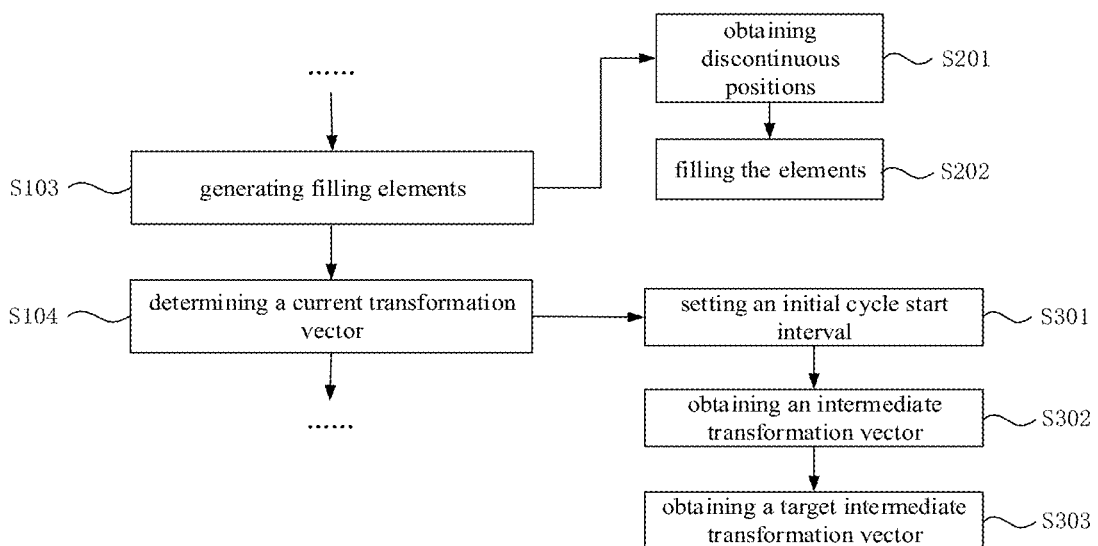 ......
S103
generating filling elements
obtaining
discontinuous
positions
S201
filling the elements
S202
S104
determining a current transformation
vector
......
setting an initial cycle start
interval
S301
obtaining an intermediate
transformation vector
S302
obtaining a target intermediate
transformation vector
S303